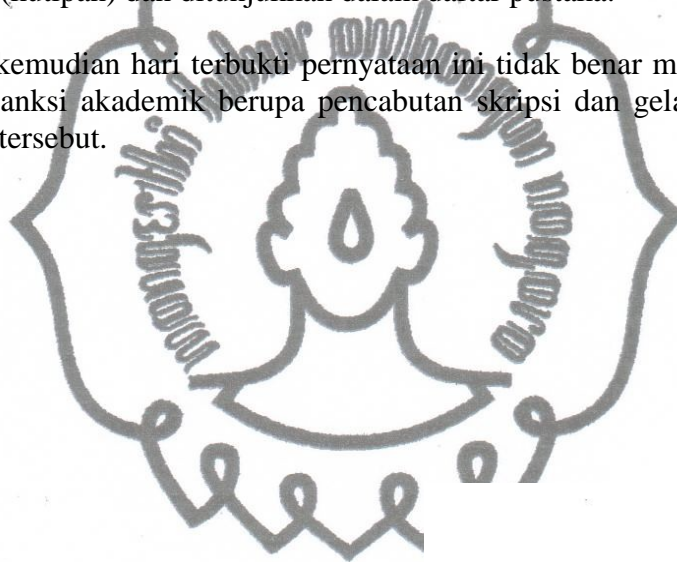 (kutipan) dan ditunjukkan dalam daftar pustaka.
kemudian hari terbukti pernyataan ini tidak benar m
anksi akademik berupa pencabutan skripsi dan gela
tersebut.